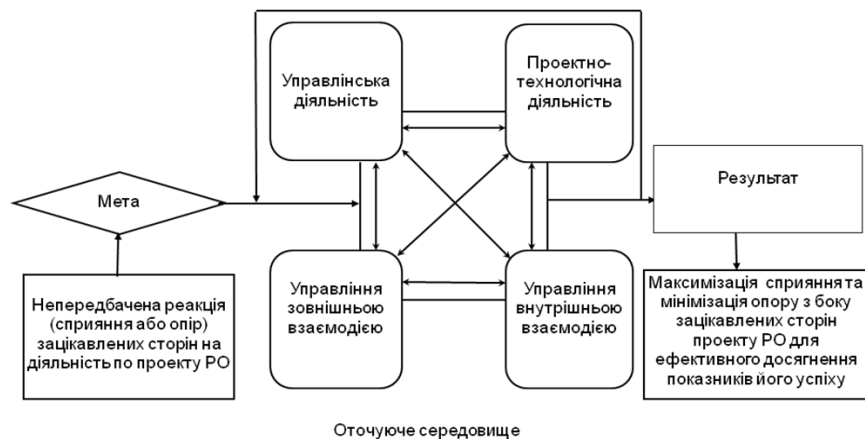 Управлінська
діяльність
Проектно-
технологічна
діяльність
Мета
Результат
Непередбачена реакція
(сприяння або опір)
зацікавлених сторін на
діяльність по проекту РО
Управління
зовнішньою
взаємодією
Управління
внутрішньою
взаємодією
Максимізація сприяння та
мінімізація опору з боку
зацікавлених сторін
проекту РО для
ефективного досягнення
показників його успіху
Оточуюче середовище